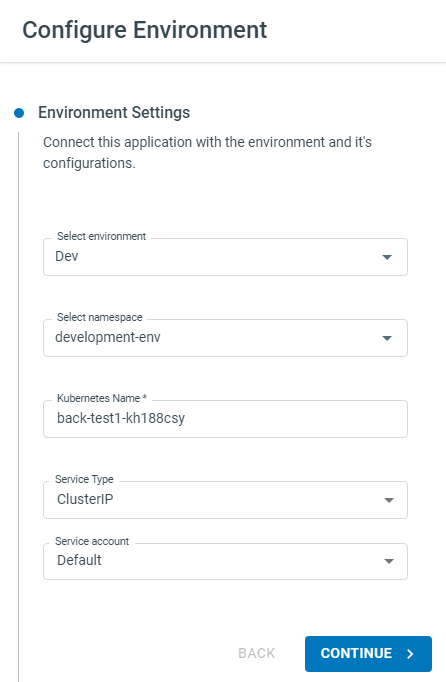 Configure Environment
Environment Settings
Connect this application with the environment and it's
configurations.
Select environment
Dev
Select namespace
development-env
Kubernetes Name *
back-test1-kh188csy
Service Type
ClusterIP
Service account
Default
BACK
CONTINUE